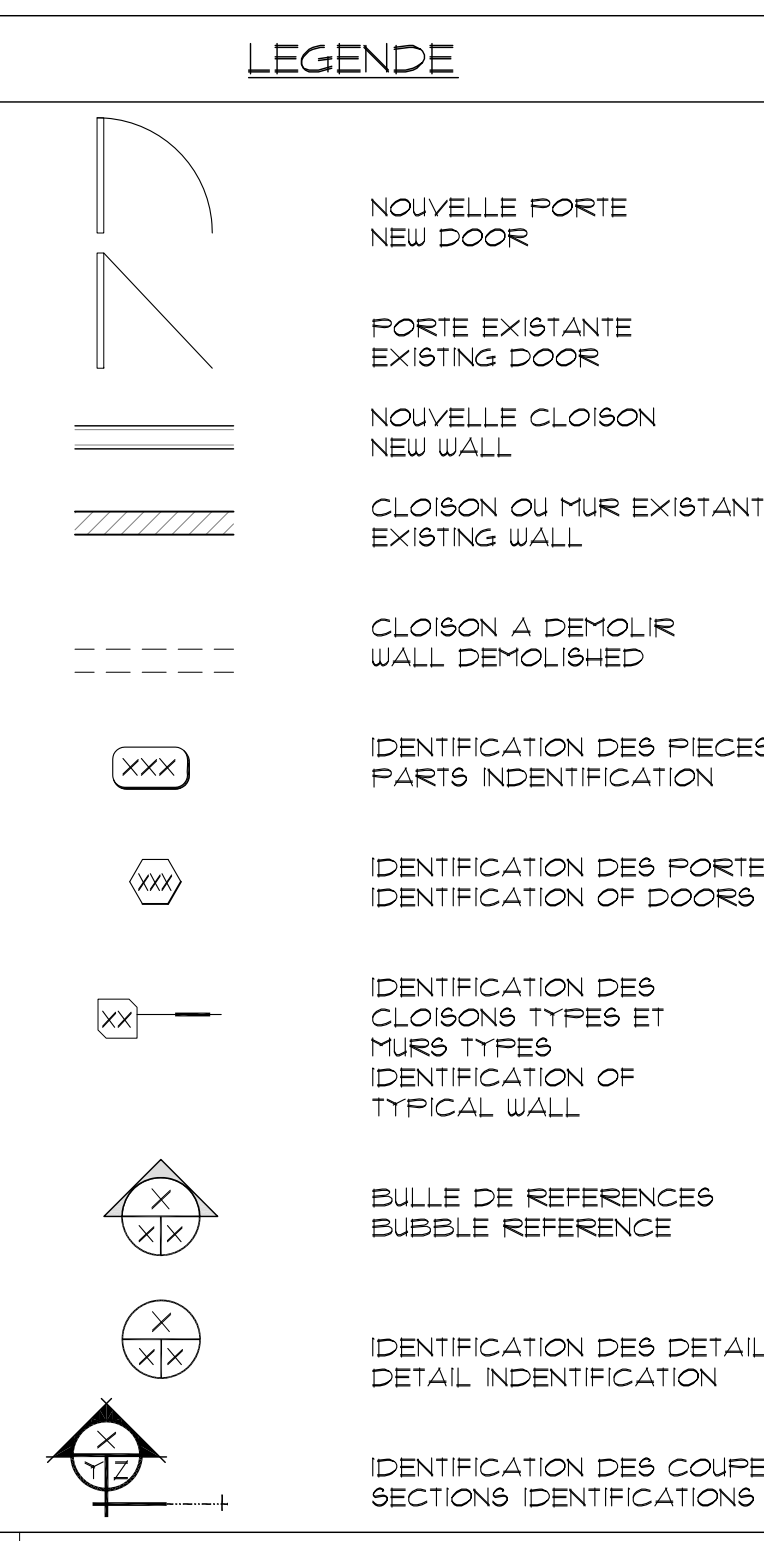 LEGENDE
NOUVELLE PORTE
NEW DOOR
PORTE EXISTANTE
EXISTING DOOR
NOUVELLE CLOISON
NEW WALL
CLOISON OU MUR EXISTANT
EXISTING WALL
CLOISON A DEMOLIR
WALL DEMOLISHED
XXX
IDENTIFICATION DES PIECES
PARTS INDENTIFICATION
XXX
IDENTIFICATION DES PORTE
IDENTIFICATION OF DOORS
XX
IDENTIFICATION DES
CLOISONS TYPES ET
MURS TYPES
IDENTIFICATION OF
TYPICAL WALL
X
X X
BULLE DE REFERENCES
BUBBLE REFERENCE
X
X X
IDENTIFICATION DES DETAIL
DETAIL INDENTIFICATION
X
Y Z
IDENTIFICATION DES COUPE
SECTIONS IDENTIFICATIONS